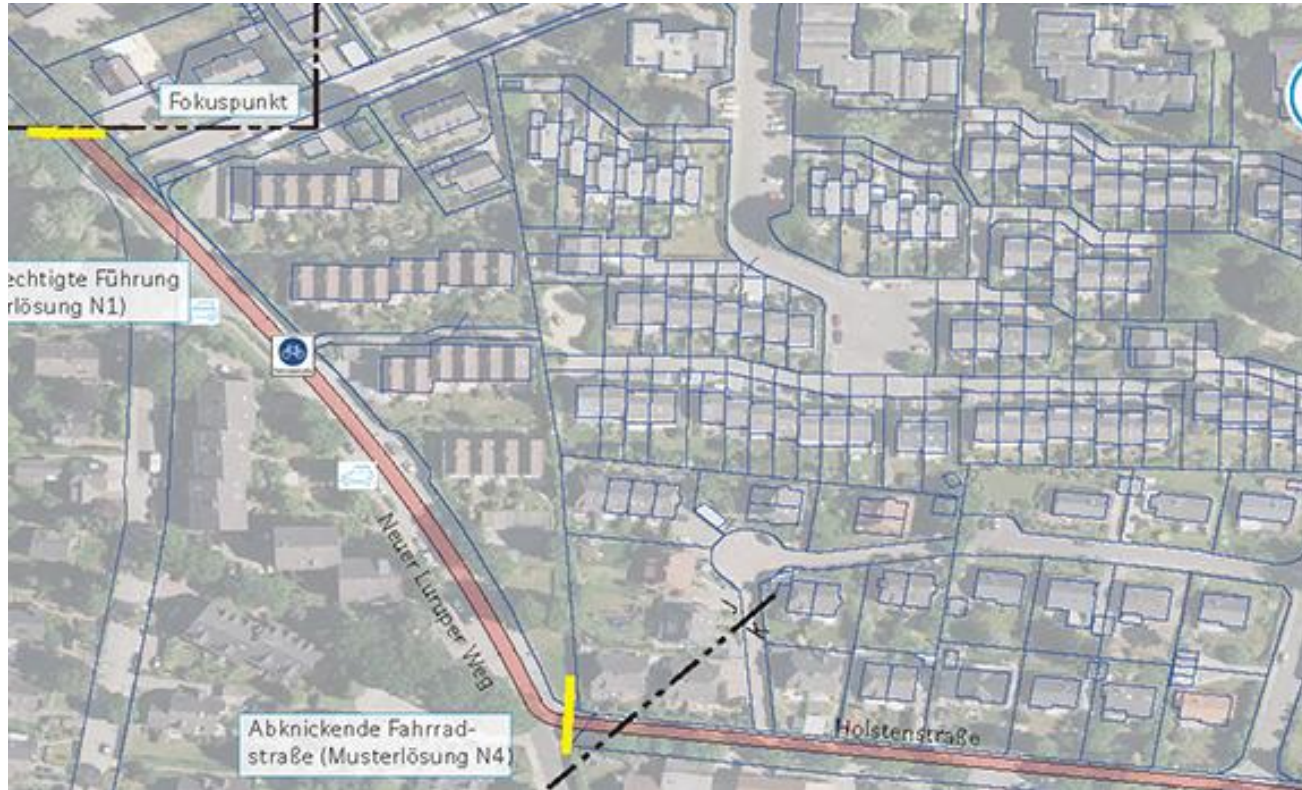 Fokuspunkt
echtigte Führung
rlösung N1)
Neuer Luruper Weg
J
K
Abknickende Fahrrad-
straße (Musterlösung N4)
Holstenstraße